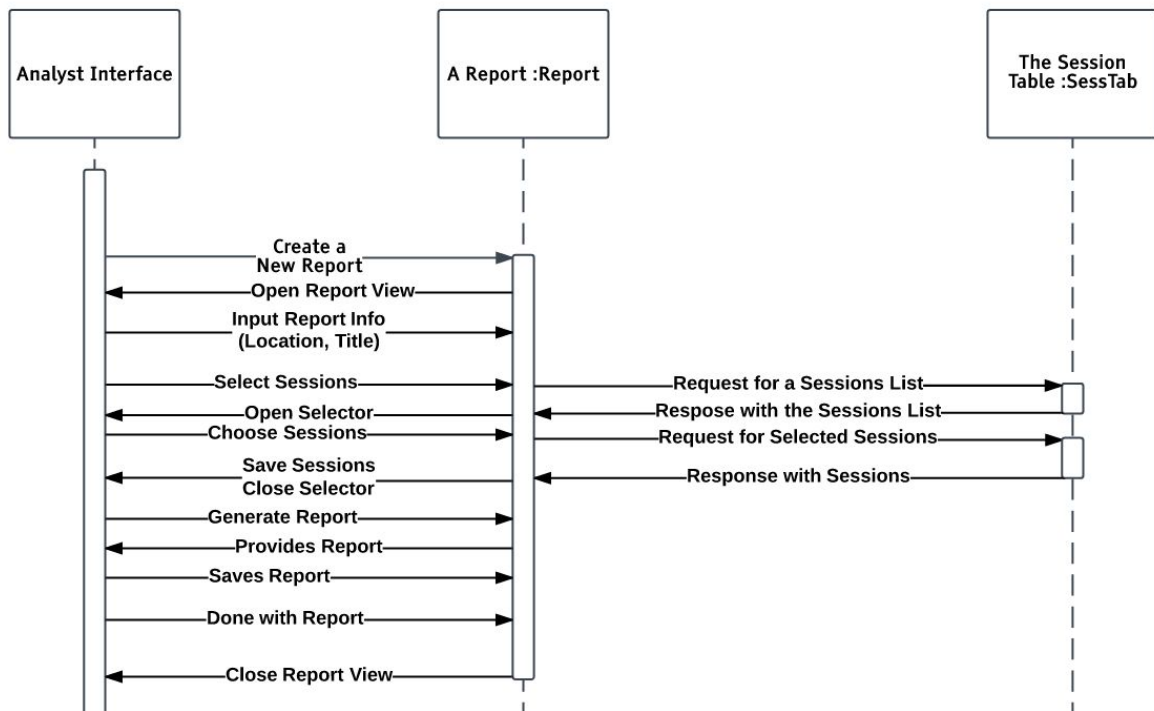 Analyst Interface
A Report :Report
The Session
Table :SessTab
Create a
New Report
Open Report View
Input Report Info
(Location, Title)
Select Sessions
Request for a Sessions List
Open Selector
Respose with the Sessions List
Choose Sessions
Request for Selected Sessions
Save Sessions
Close Selector
Response with Sessions
Generate Report
Provides Report
Saves Report
Done with Report
Close Report View